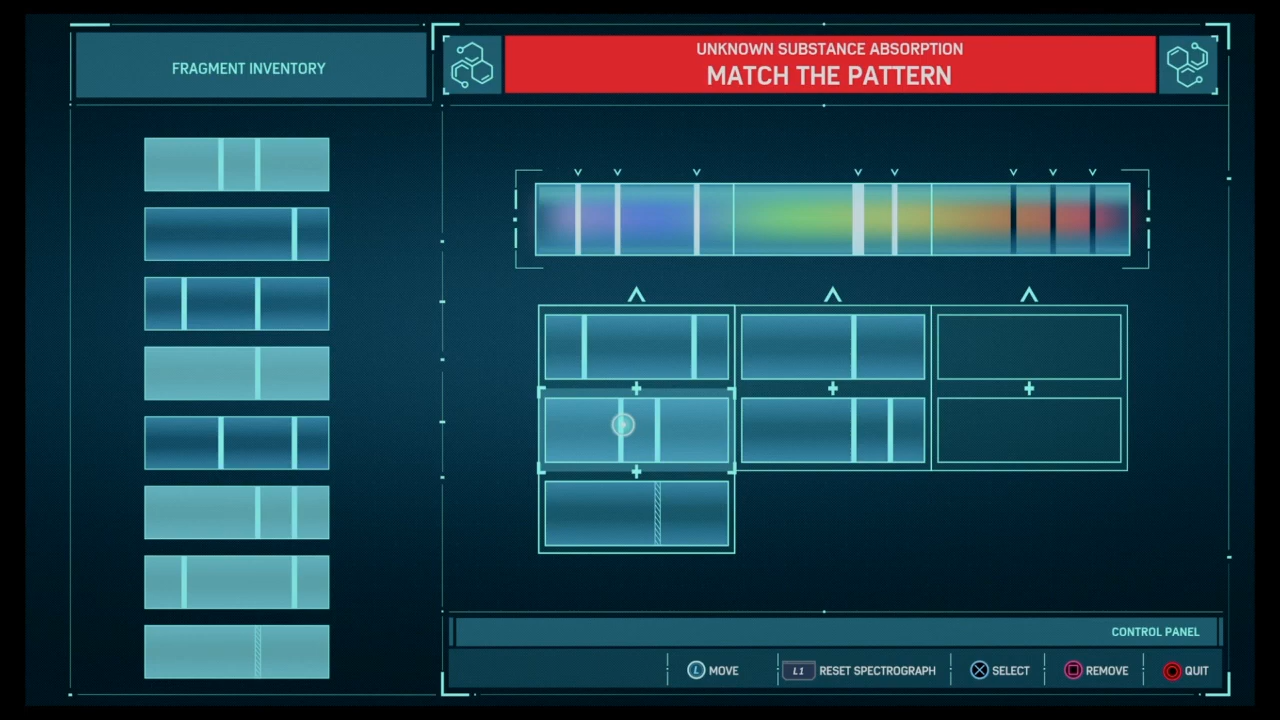 FRAGMENT INVENTORY
UNKNOWN SUBSTANCE ABSORPTION
MATCH THE PATTERN
CONTROL PANEL
L MOVE
L1 RESET SPECTROGRAPH
SELECT
REMOVE
QUIT